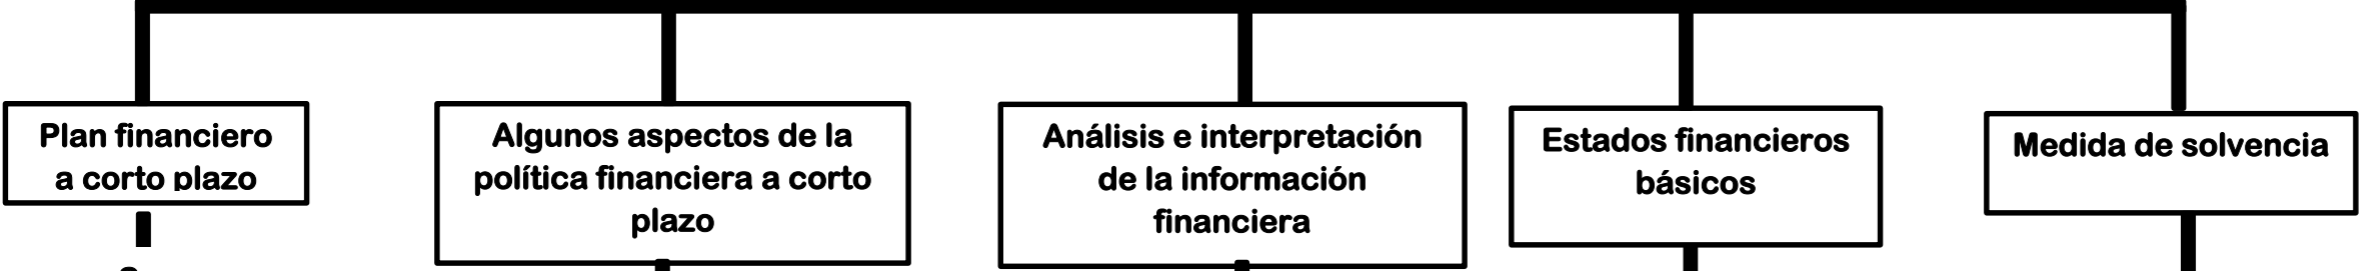 Plan financiero
a corto plazo
Algunos aspectos de la
política financiera a corto
plazo
Análisis e interpretación
de la información
financiera
Estados financieros
básicos
Medida de solvencia